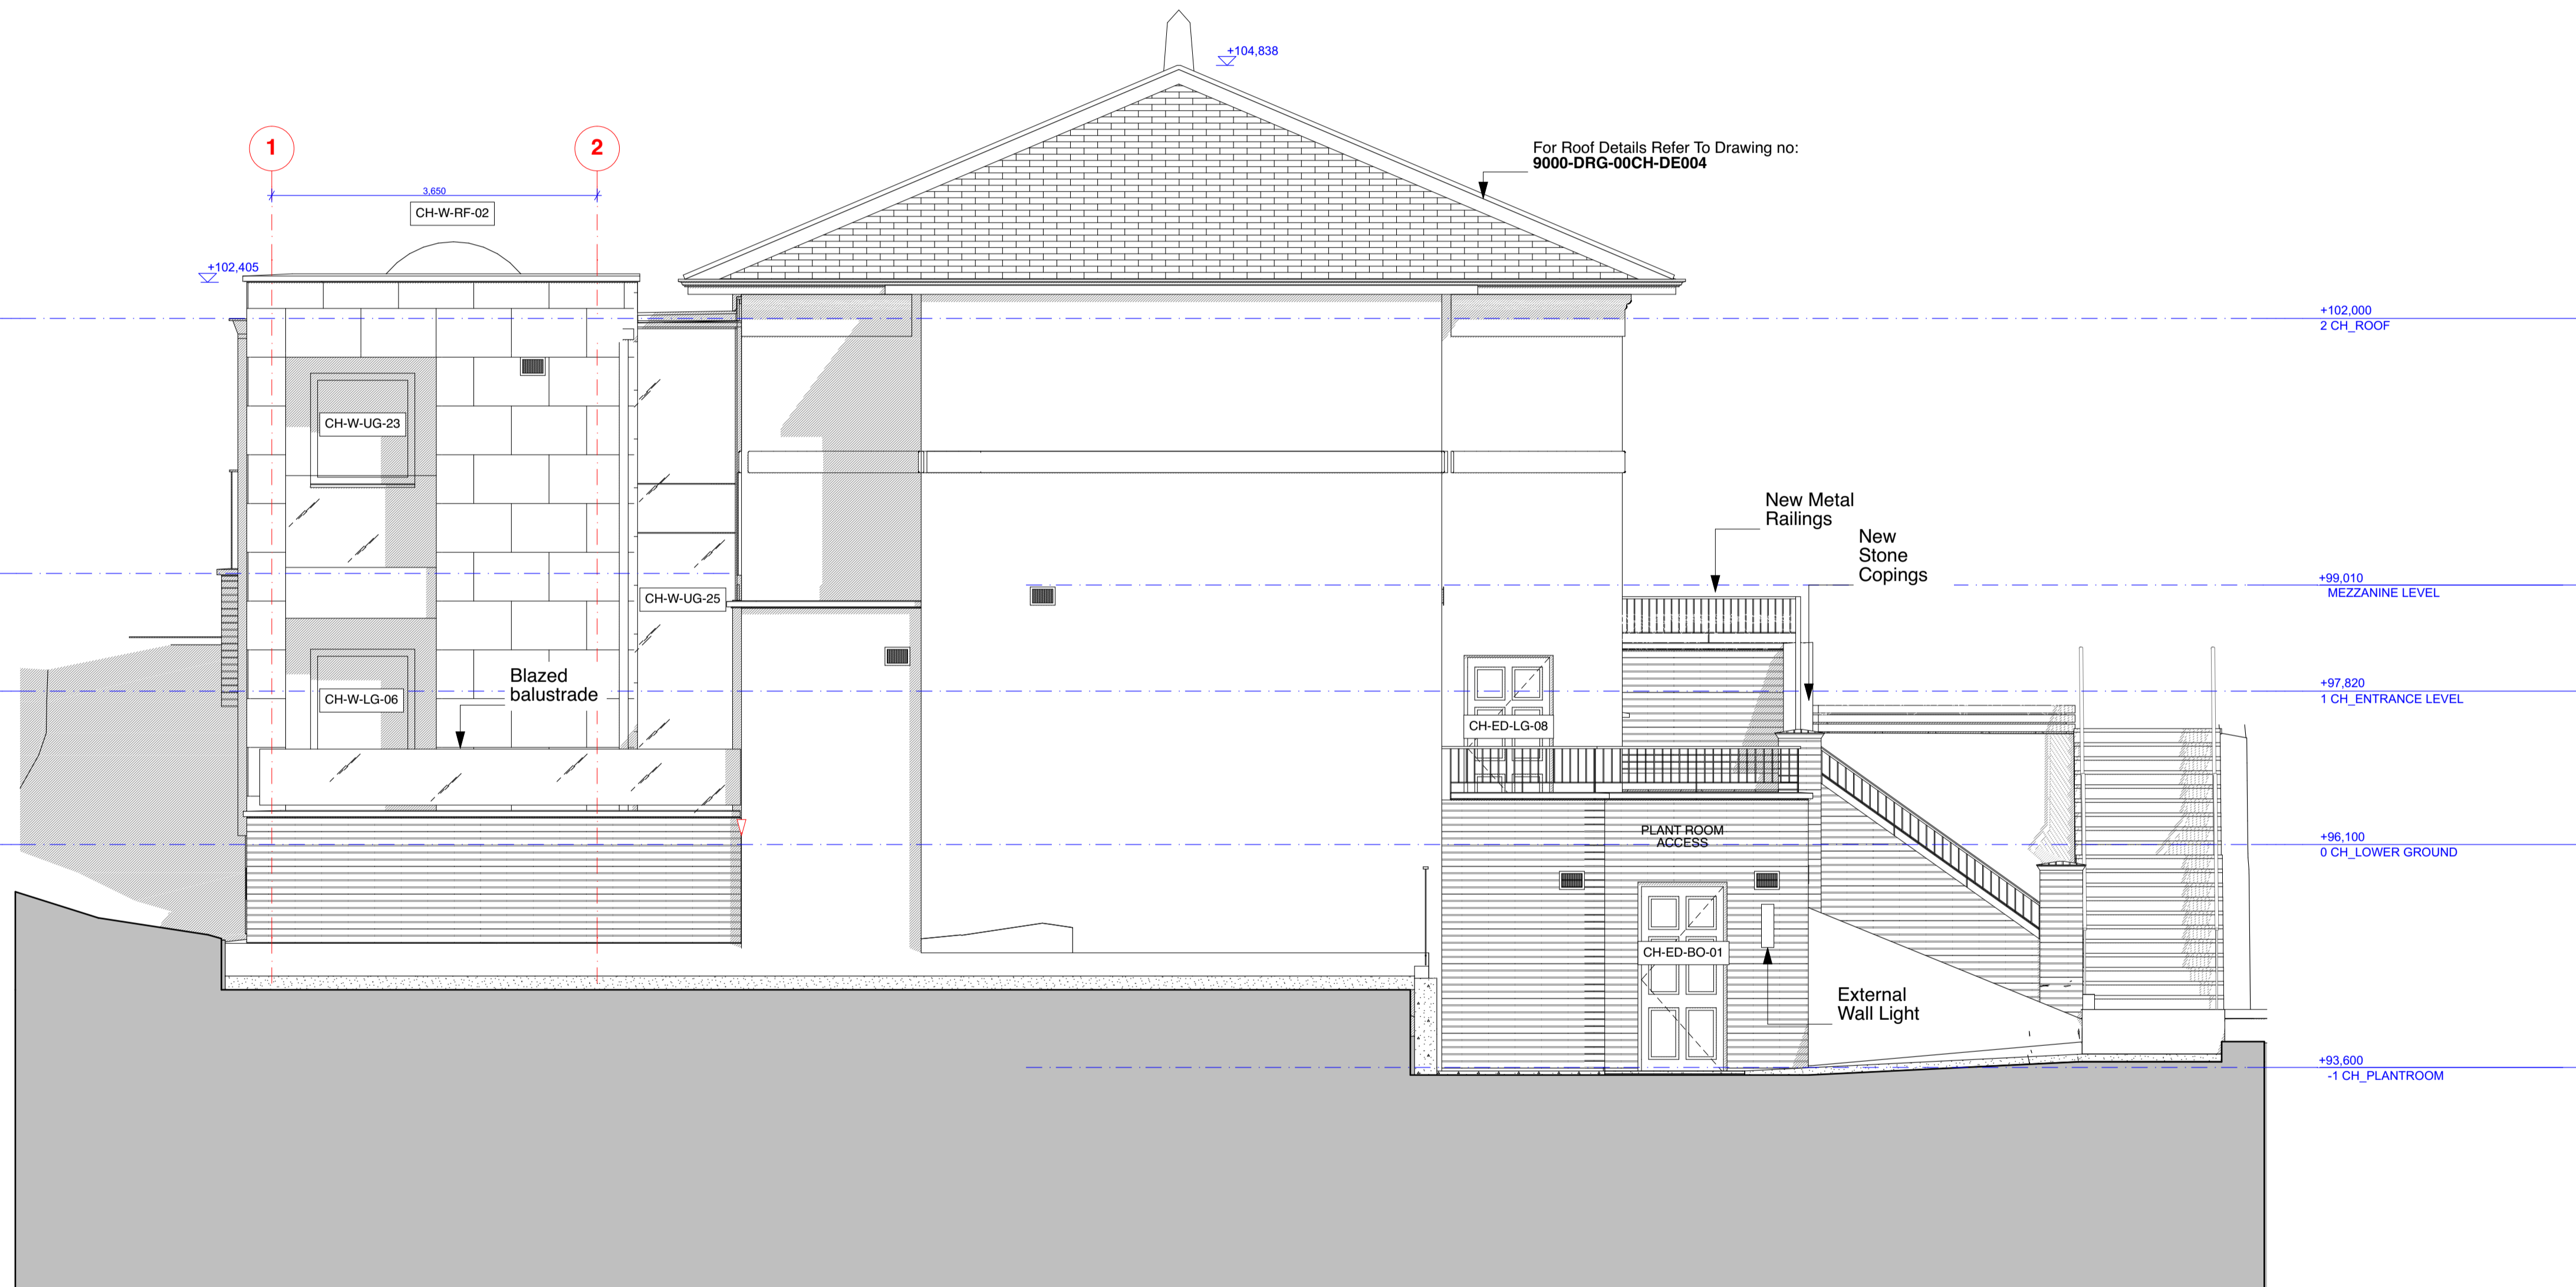 +104,838
1
2
For Roof Details Refer To Drawing no:
9000-DRG-00CH-DE004
3,650
CH-W-RF-02
+102,405
+102,000
2 CH_ROOF
CH-W-UG-23
New Metal
Railings
New
Stone
Copings
+99,010
MEZZANINE LEVEL
CH-W-UG-25
Blazed
balustrade
CH-W-LG-06
+97,820
1 CH_ENTRANCE LEVEL
CH-ED-LG-08
PLANT ROOM
ACCESS
+96,100
0 CH_LOWER GROUND
CH-ED-BO-01
External
Wall Light
+93,600
-1 CH_PLANTROOM